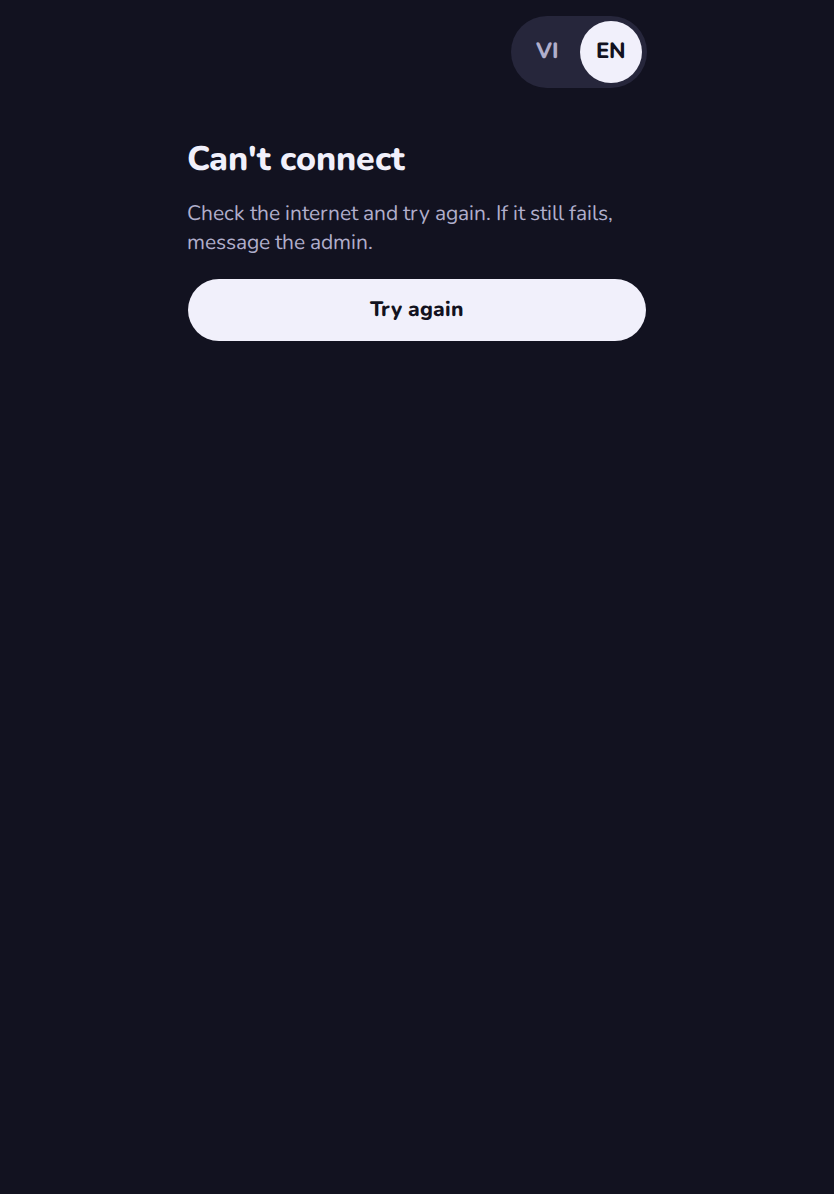 VI EN
Can't connect
Check the internet and try again. If it still fails,
message the admin.
Try again